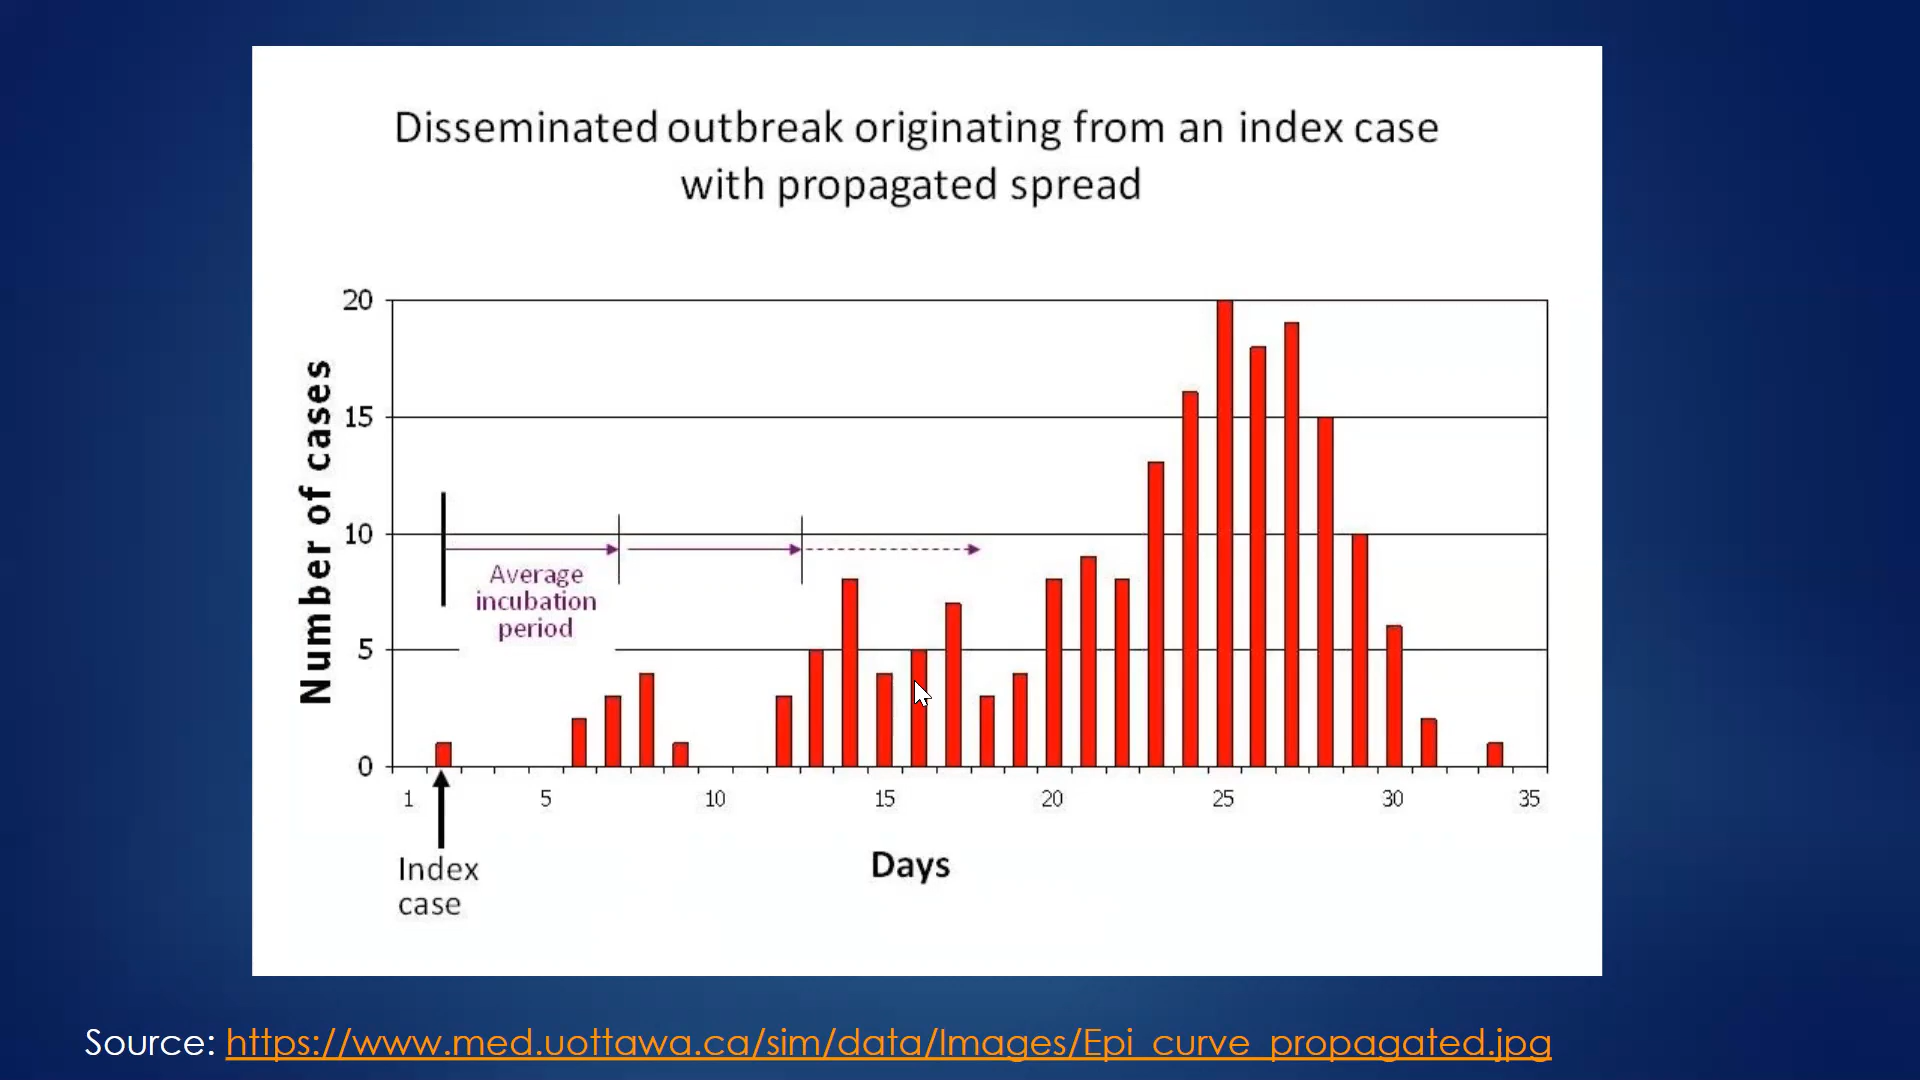 Disseminated outbreak originating from an index case
with propagated spread
Number of cases
20
15
10
5
0
Average
incubation
period
1 5 10 15 20 25 30 35
Index
case
Days
Source: https://www.med.uottawa.ca/sim/data/Images/Epi_curve_propagated.jpg